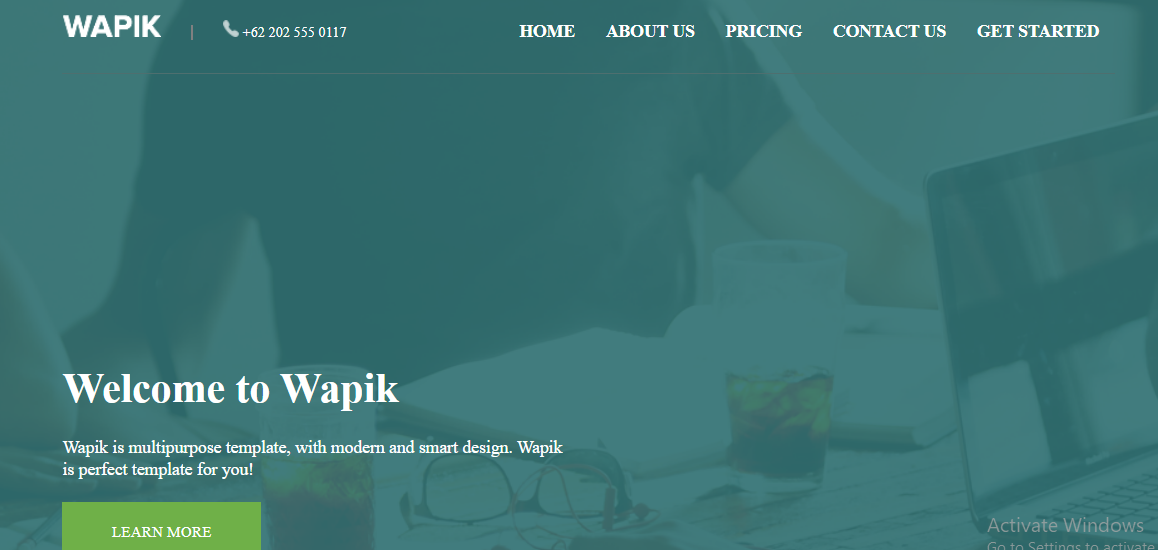 WAPIK | +62 202 555 0117 HOME ABOUT US PRICING CONTACT US GET STARTED
Welcome to Wapik
Wapik is multipurpose template, with modern and smart design. Wapik
is perfect template for you!
LEARN MORE
Activate Windows
Go to Settings to activate